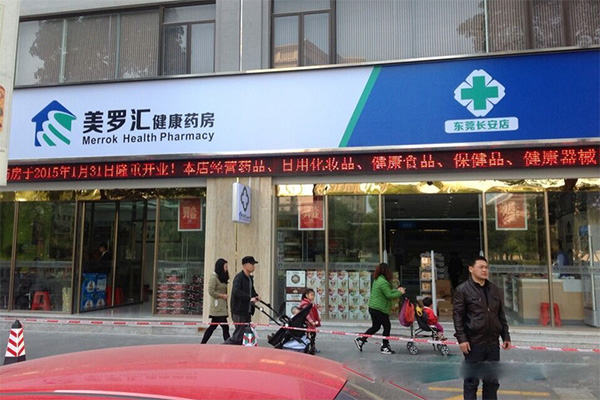 美罗汇健康药房
Merrok Health Pharmacy
东莞长安店
药房于2015年1月31日隆重开业！本店经营药品、日用化妆品、健康食品、保健品、健康器械